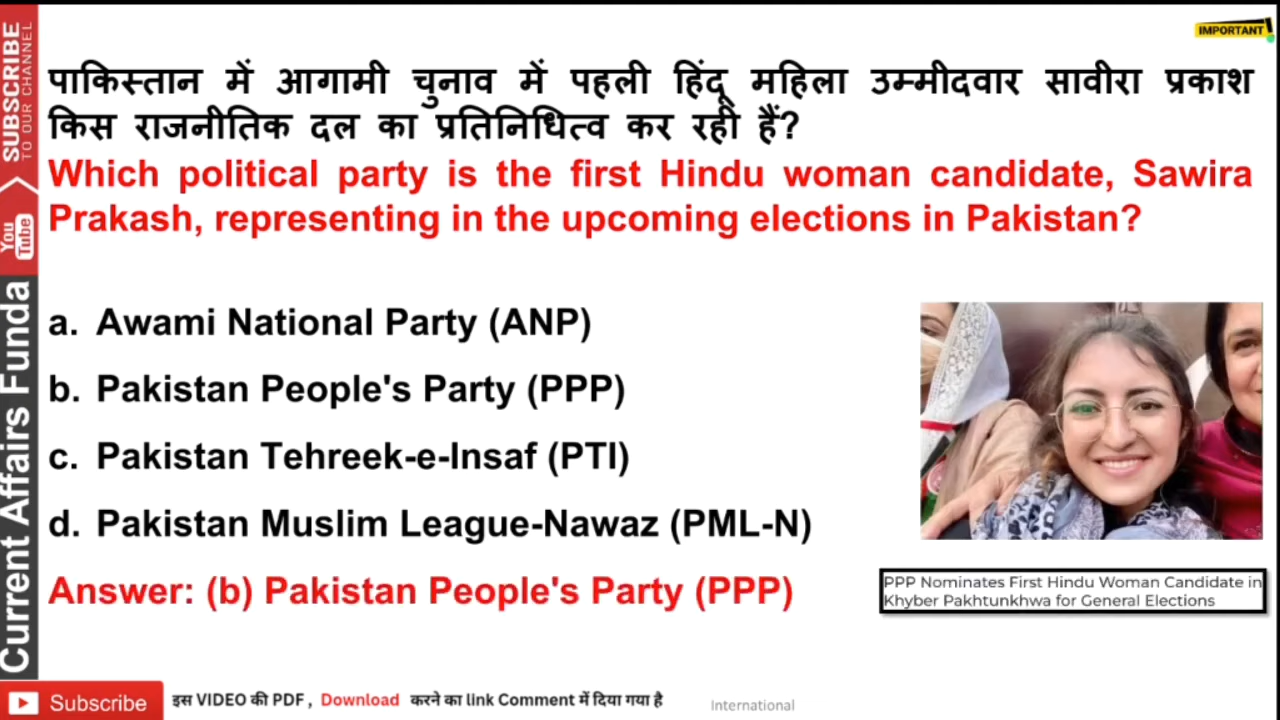 IMPORTANT!
SUBSCRIBE
TO OUR CHANNEL
You
Tube
Current Affairs Funda
पाकिस्तान में आगामी चुनाव में पहली हिंदू महिला उम्मीदवार सावीरा प्रकाश
किस राजनीतिक दल का प्रतिनिधित्व कर रही हैं?
Which political party is the first Hindu woman candidate, Sawira
Prakash, representing in the upcoming elections in Pakistan?
a. Awami National Party (ANP)
b. Pakistan People's Party (PPP)
c. Pakistan Tehreek-e-Insaf (PTI)
d. Pakistan Muslim League-Nawaz (PML-N)
Answer: (b) Pakistan People's Party (PPP)
PPP Nominates First Hindu Woman Candidate in
Khyber Pakhtunkhwa for General Elections
Subscribe
इस VIDEO की PDF , Download करने का link Comment में दिया गया है
International